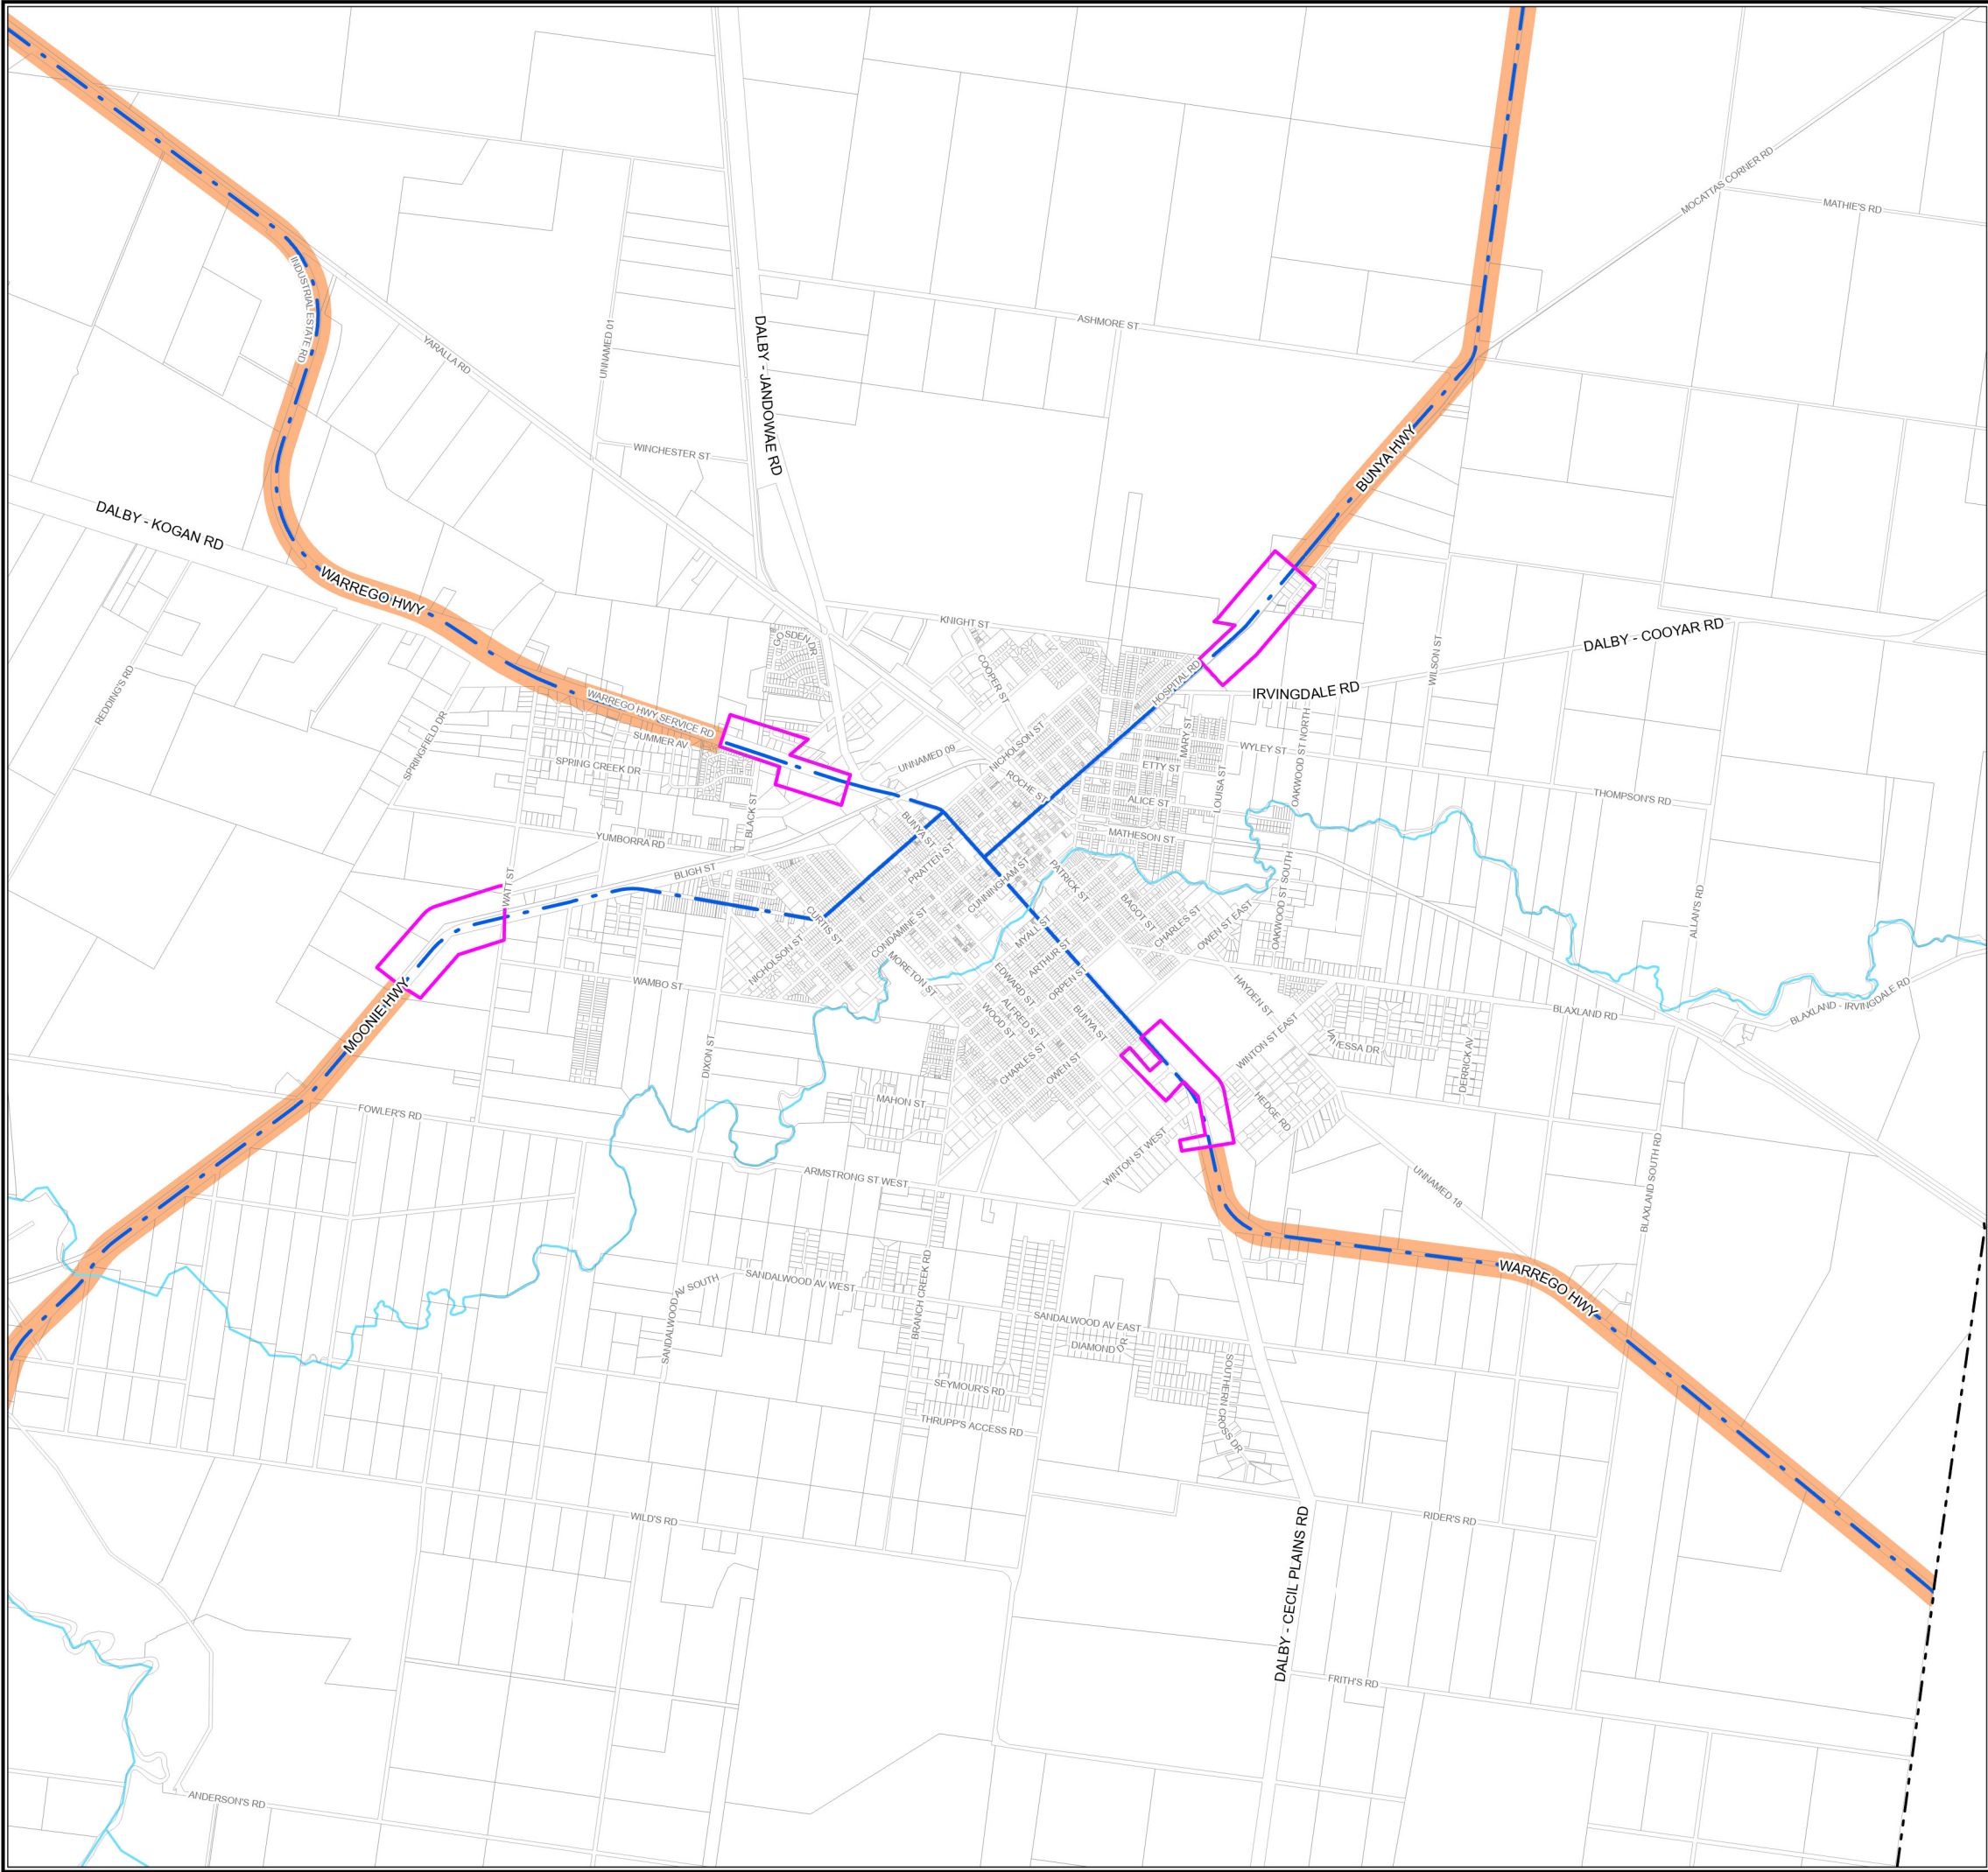 MOCATTAS CORNER RD
MATHIE'S RD
INDUSTRIAL ESTATE RD
YARALLA RD
UNNAMED 01
DALBY - JANDOWAE RD
ASHMORE ST
WINCHESTER ST
BUNYA HWY
DALBY - KOGAN RD
WARREGO HWY
KNIGHT ST
GOLSDEN DR
COOPER ST
HOSPITAL RD
IRVINGDALE RD
DALBY - COOYAR RD
WILSON ST
REDDING'S RD
SPRINGFIELD DR
WARREGO HWY SERVICE RD
SUMMER AV
SPRING CREEK DR
UNNAMED 09
NICHOLSON ST
ROCHE ST
MARY ST
WYLEY ST
ETTY ST
ALICE ST
LOUISA ST
OAKWOOD ST NORTH
THOMPSON'S RD
MATHESON ST
BLACK ST
BUNYA ST
PRATTEN ST
YUMBORRA RD
BLIGH ST
WATT ST
CUNNINGHAM ST
PATRICK ST
BAGOT ST
CHARLES ST
OWEN ST EAST
OAKWOOD ST SOUTH
ALLAN'S RD
CURTIS ST
CONDAMINE ST
NICHOLSON ST
MORETON ST
MYALL ST
ARTHUR ST
EDWARD ST
ORPEN ST
ALFRED ST
WOOD ST
BUNYA ST
CHARLES ST
OWEN ST
WAMBO ST
HAYDEN ST
BLAXLAND RD
BLAXLAND - IRVINGDALE RD
MOONIE HWY
DIXON ST
WINTON ST EAST
VANESSA DR
DERRICK AV
HEDGE RD
FOWLER'S RD
MAHON ST
WINTON ST WEST
ARMSTRONG ST WEST
UNNAMED 18
BLAXLAND SOUTH RD
SANDALWOOD AV SOUTH
SANDALWOOD AV WEST
BRANCH CREEK RD
WARREGO HWY
SANDALWOOD AV EAST
DIAMOND DR
SOUTHERN CROSS DR
SEYMOUR'S RD
THRUPP'S ACCESS RD
WILD'S RD
RIDER'S RD
DALBY - CECIL PLAINS RD
FRITH'S RD
ANDERSON'S RD